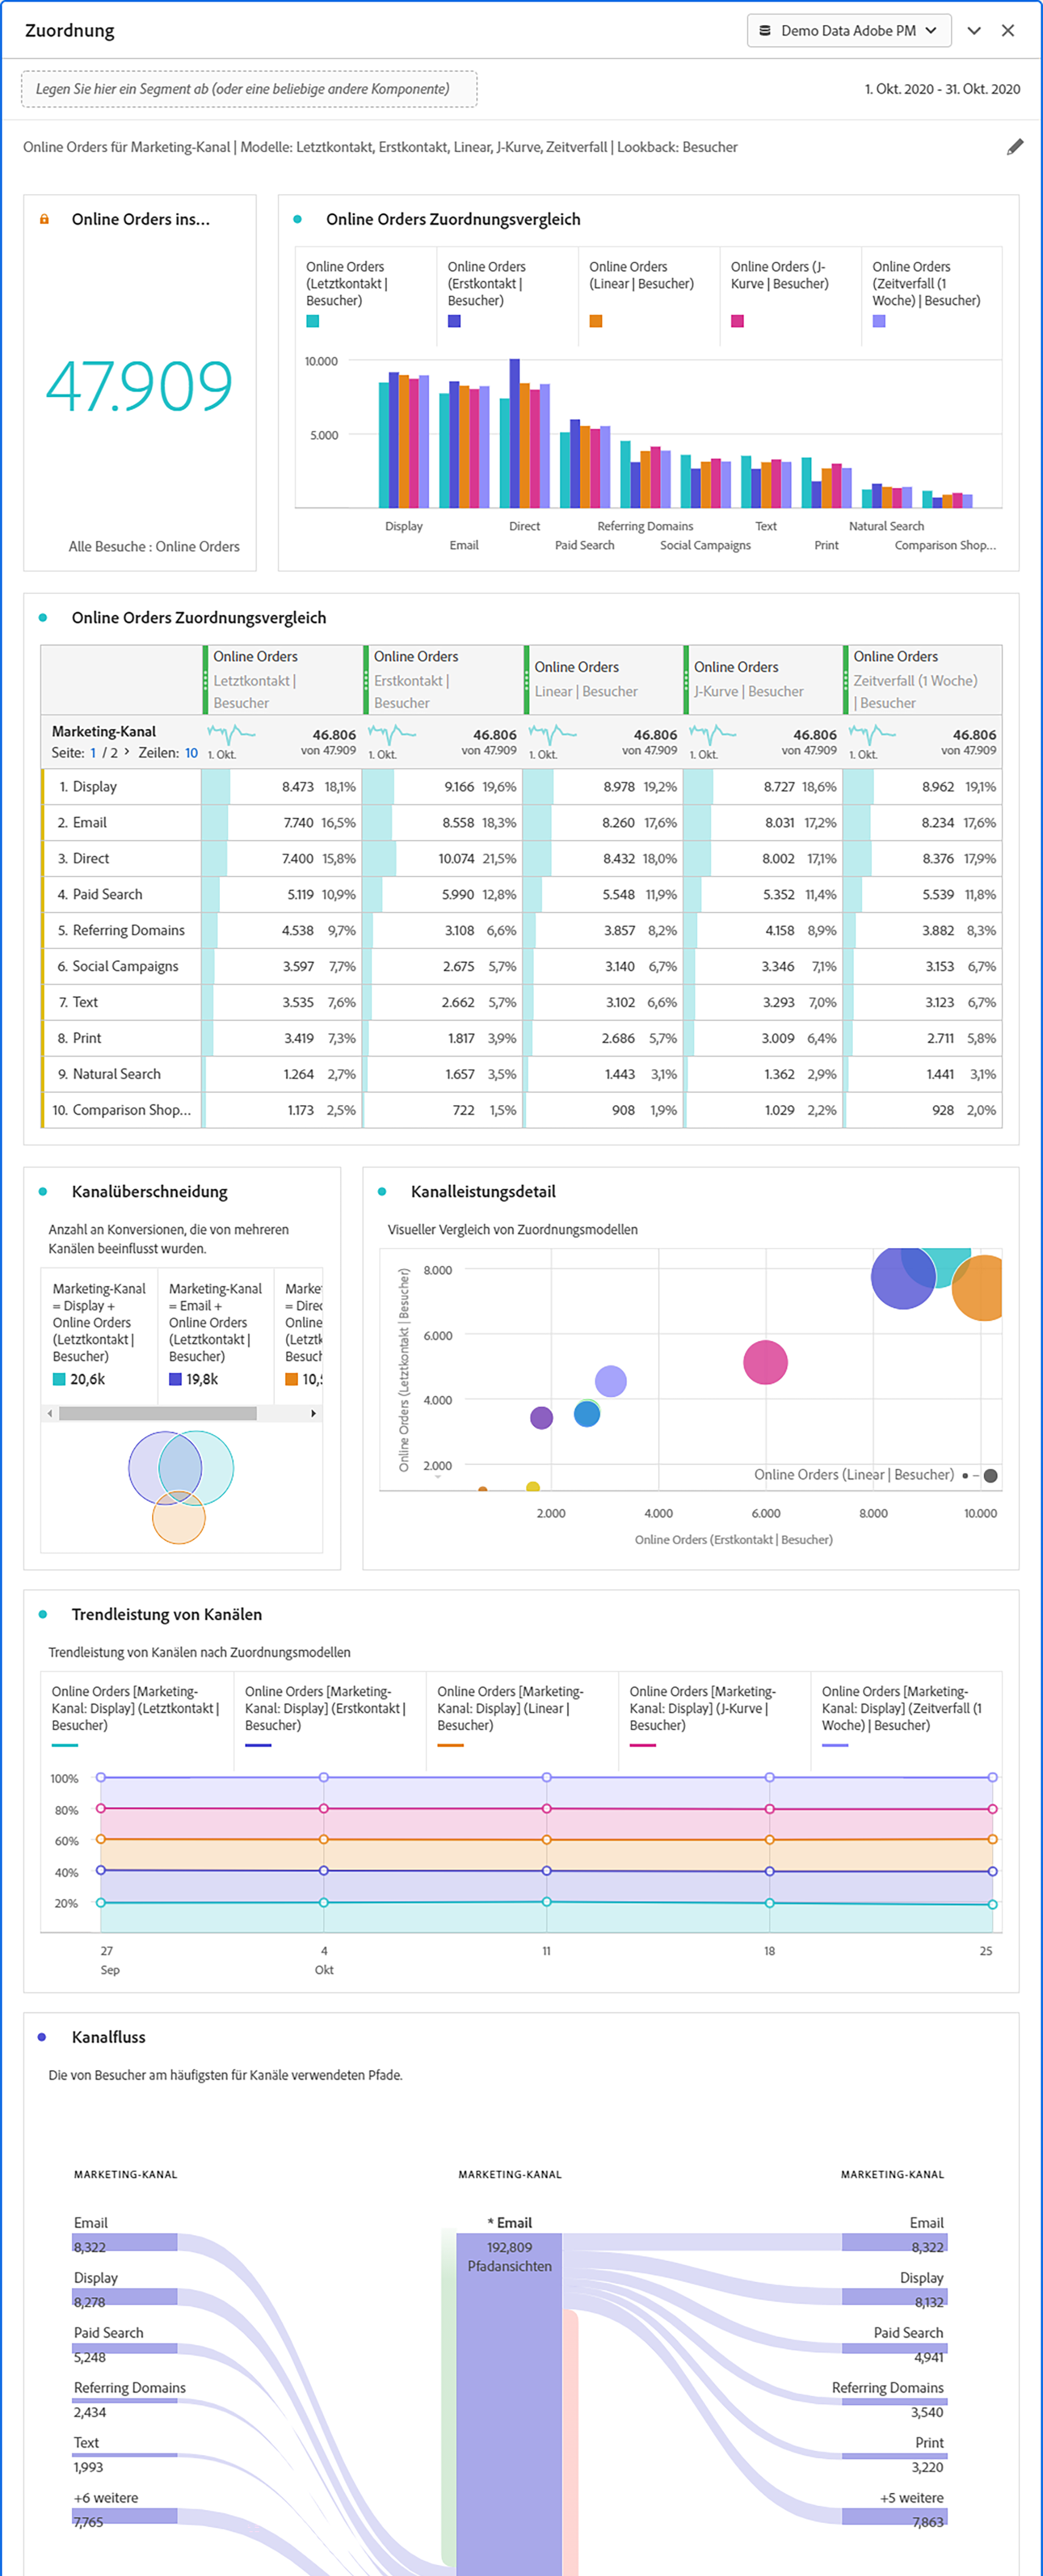 Zuordnung
Demo Data Adobe PM
Legen Sie hier ein Segment ab (oder eine beliebige andere Komponente)
1. Okt. 2020 - 31. Okt. 2020
Online Orders für Marketing-Kanal | Modelle: Letztkontakt, Erstkontakt, Linear, J-Kurve, Zeitverfall | Lookback: Besucher
Online Orders ins...
47.909
Alle Besuche : Online Orders
Online Orders Zuordnungsvergleich
Online Orders (Letztkontakt | Besucher)
Online Orders (Erstkontakt | Besucher)
Online Orders (Linear | Besucher)
Online Orders (J-Kurve | Besucher)
Online Orders (Zeitverfall (1 Woche) | Besucher)
10.000
5.000
Display
Direct
Referring Domains
Text
Natural Search
Email
Paid Search
Social Campaigns
Print
Comparison Shop...
Online Orders Zuordnungsvergleich
Online Orders Letztkontakt | Besucher
Online Orders Erstkontakt | Besucher
Online Orders Linear | Besucher
Online Orders J-Kurve | Besucher
Online Orders Zeitverfall (1 Woche) | Besucher
Marketing-Kanal
Seite: 1 / 2 > Zeilen: 10
1. Okt. 46.806 von 47.909
1. Okt. 46.806 von 47.909
1. Okt. 46.806 von 47.909
1. Okt. 46.806 von 47.909
1. Okt. 46.806 von 47.909
1. Display 8.473 18,1% 9.166 19,6% 8.978 19,2% 8.727 18,6% 8.962 19,1%
2. Email 7.740 16,5% 8.558 18,3% 8.260 17,6% 8.031 17,2% 8.234 17,6%
3. Direct 7.400 15,8% 10.074 21,5% 8.432 18,0% 8.002 17,1% 8.376 17,9%
4. Paid Search 5.119 10,9% 5.990 12,8% 5.548 11,9% 5.352 11,4% 5.539 11,8%
5. Referring Domains 4.538 9,7% 3.108 6,6% 3.857 8,2% 4.158 8,9% 3.882 8,3%
6. Social Campaigns 3.597 7,7% 2.675 5,7% 3.140 6,7% 3.346 7,1% 3.153 6,7%
7. Text 3.535 7,6% 2.662 5,7% 3.102 6,6% 3.293 7,0% 3.123 6,7%
8. Print 3.419 7,3% 1.817 3,9% 2.686 5,7% 3.009 6,4% 2.711 5,8%
9. Natural Search 1.264 2,7% 1.657 3,5% 1.443 3,1% 1.362 2,9% 1.441 3,1%
10. Comparison Shop... 1.173 2,5% 722 1,5% 908 1,9% 1.029 2,2% 928 2,0%
Kanalüberschneidung
Anzahl an Konversionen, die von mehreren
Kanälen beeinflusst wurden.
Marketing-Kanal = Display + Online Orders (Letztkontakt | Besucher)
20,6k
Marketing-Kanal = Email + Online Orders (Letztkontakt | Besucher)
19,8k
Kanalleistungsdetail
Visueller Vergleich von Zuordnungsmodellen
Online Orders (Letztkontakt | Besucher)
8.000
6.000
4.000
2.000
Online Orders (Linear | Besucher)
2.000
4.000
6.000
8.000
10.000
Online Orders (Erstkontakt | Besucher)
Trendleistung von Kanälen
Trendleistung von Kanälen nach Zuordnungsmodellen
Online Orders [Marketing-Kanal: Display] (Letztkontakt | Besucher)
Online Orders [Marketing-Kanal: Display] (Erstkontakt | Besucher)
Online Orders [Marketing-Kanal: Display] (Linear | Besucher)
Online Orders [Marketing-Kanal: Display] (J-Kurve | Besucher)
Online Orders [Marketing-Kanal: Display] (Zeitverfall (1 Woche) | Besucher)
100%
80%
60%
40%
20%
27 4 11 18 25
Sep Okt
Kanalfluss
Die von Besucher am häufigsten für Kanäle verwendeten Pfade.
MARKETING-KANAL
MARKETING-KANAL
MARKETING-KANAL
Email
8,322
Display
8,278
Paid Search
5,248
Referring Domains
2,434
Text
1,993
+6 weitere
7,765
* Email
192,809
Pfadansichten
Email
8,322
Display
8,132
Paid Search
4,941
Referring Domains
3,540
Print
3,220
+5 weitere
7,863